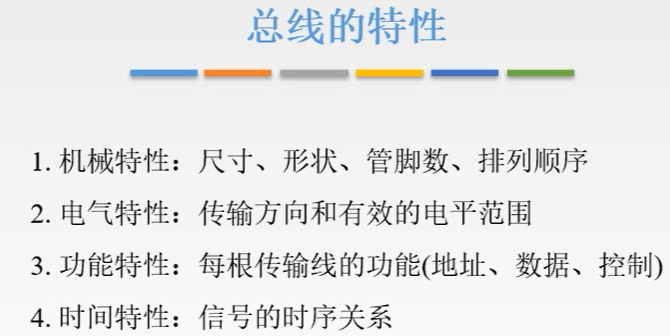 总线的特性
1. 机械特性：尺寸、形状、管脚数、排列顺序
2. 电气特性：传输方向和有效的电平范围
3. 功能特性：每根传输线的功能(地址、数据、控制)
4. 时间特性：信号的时序关系